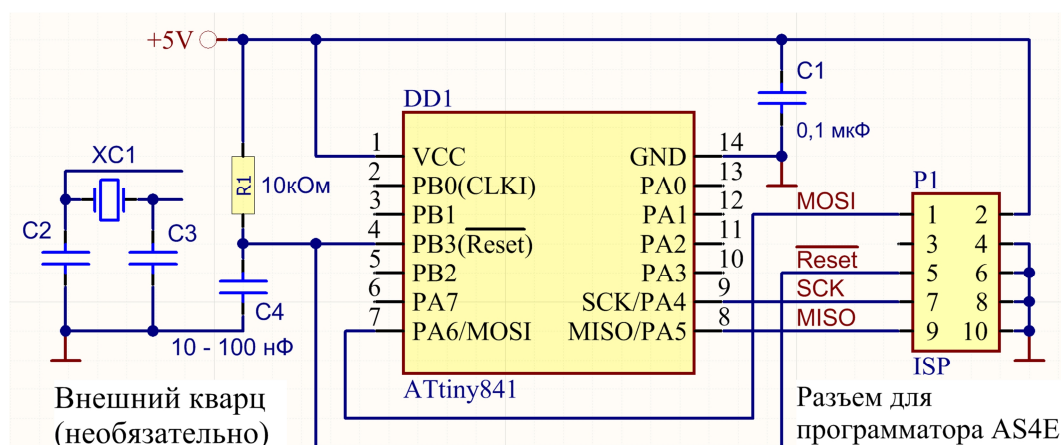 +5V
C1
0,1 мкФ
DD1
XC1
R1
10кОм
C2
C3
C4
10 - 100 нФ
1 VCC GND 14
2 PB0(CLKI) PA0 13
3 PB1 PA1 12
4 PB3(Reset) PA2 11
5 PB2 PA3 10
6 PA7 SCK/PA4 9
7 PA6/MOSI MISO/PA5 8
ATtiny841
P1
MOSI 1 2
3 4
Reset 5 6
SCK 7 8
MISO 9 10
ISP
Внешний кварц
(необязательно)
Разъем для
программатора AS4E